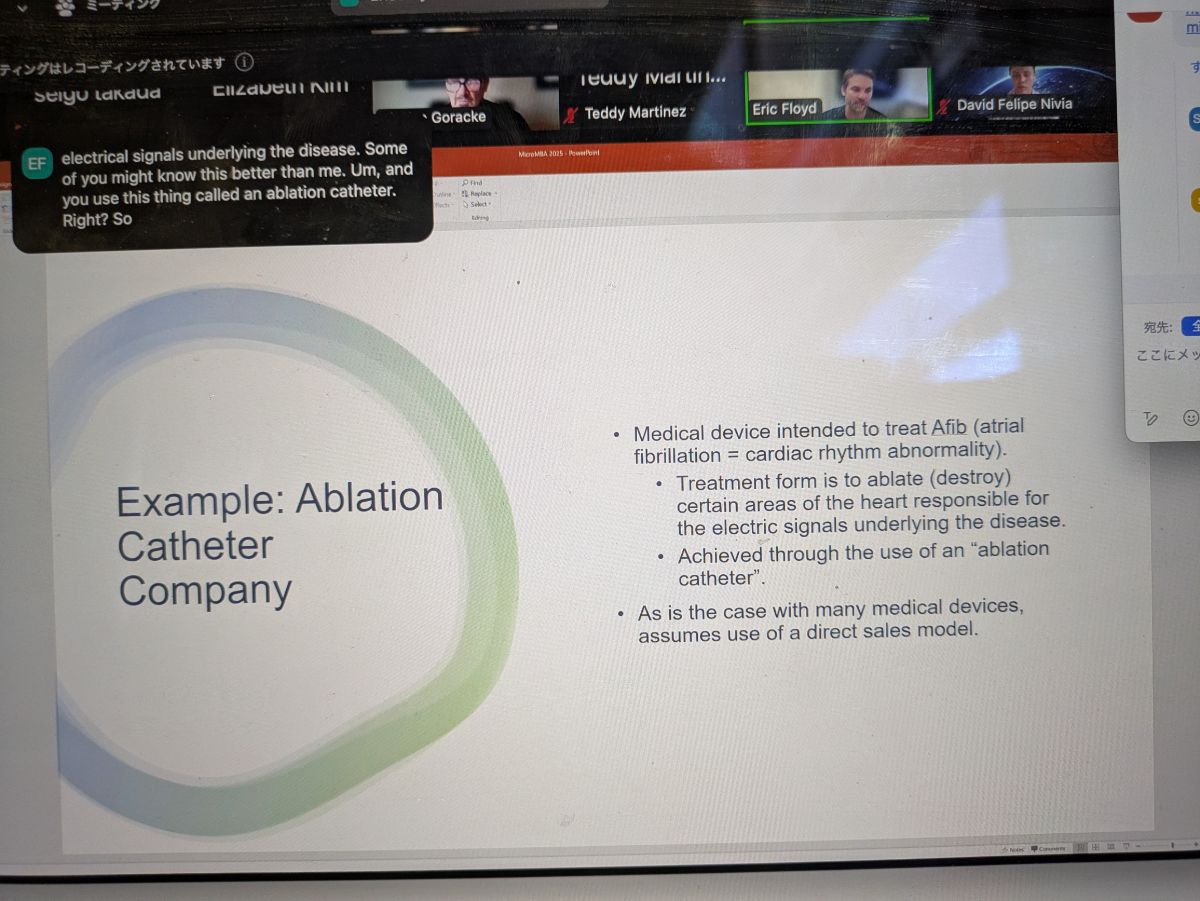 ミーティング
ティングはレコーディングされています
Seiyu Takada
Elizabeth Kim
Goracke
Teddy Martin...
Teddy Martinez
Eric Floyd
David Felipe Nivia
EF
electrical signals underlying the disease. Some
of you might know this better than me. Um, and
you use this thing called an ablation catheter.
Right? So
MicroMBA 2025 - PowerPoint
Find
Replace
Select
Editing
宛先:
ここにメッ
Example: Ablation
Catheter
Company
• Medical device intended to treat Afib (atrial
fibrillation = cardiac rhythm abnormality).
• Treatment form is to ablate (destroy)
certain areas of the heart responsible for
the electric signals underlying the disease.
• Achieved through the use of an “ablation
catheter”.
• As is the case with many medical devices,
assumes use of a direct sales model.
Notes
Comments